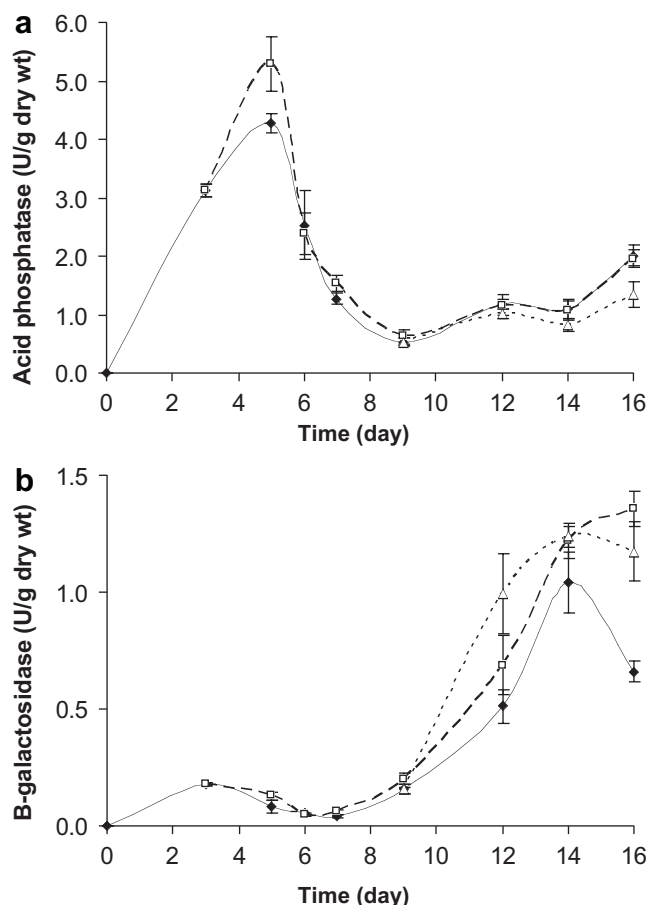 a
Acid phosphatase (U/g dry wt)
6.0
5.0
4.0
3.0
2.0
1.0
0.0
0 2 4 6 8 10 12 14 16
Time (day)
b
B-galactosidase (U/g dry wt)
1.5
1.0
0.5
0.0
0 2 4 6 8 10 12 14 16
Time (day)